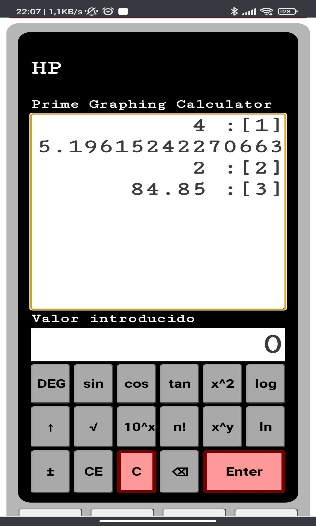 22:07 | 1,1KB/s
HP
Prime Graphing Calculator
4 :[1]
5.19615242270663
2 :[2]
84.85 :[3]
Valor introducido
0
DEG sin cos tan x^2 log
↑ √ 10^x n! x^y ln
± CE C ⌫ Enter